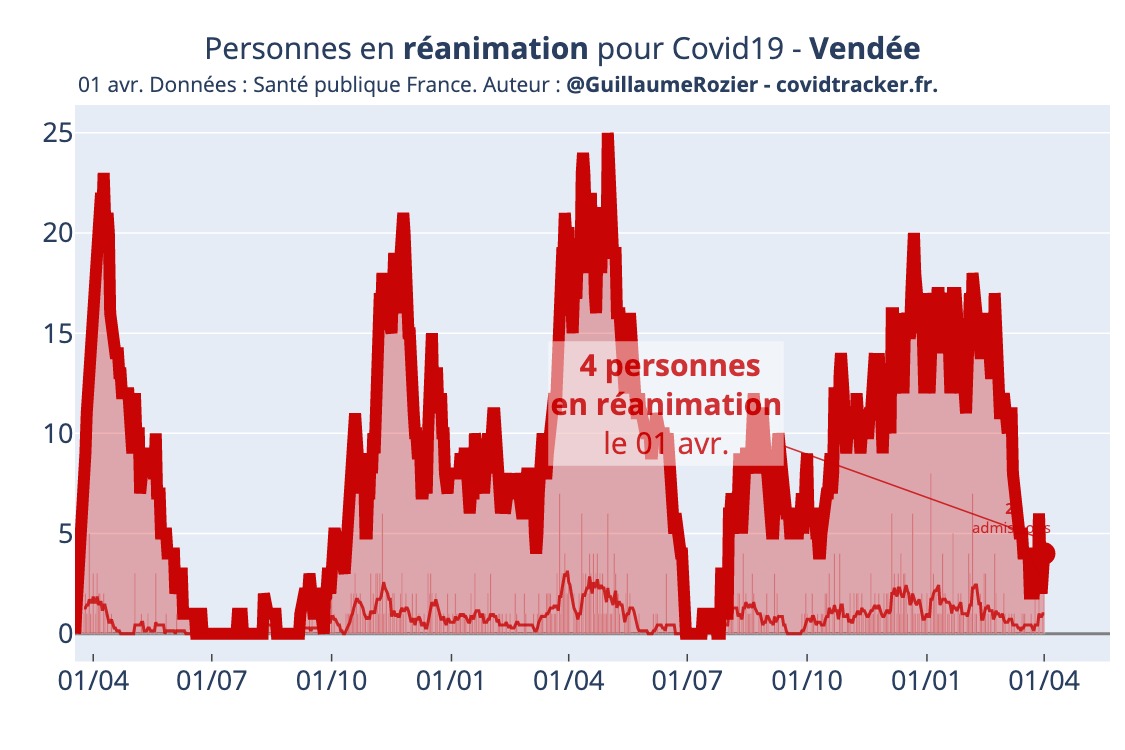 Personnes en réanimation pour Covid19 - Vendée
01 avr. Données : Santé publique France. Auteur : @GuillaumeRozier - covidtracker.fr.
25
20
15
10
5
0
4 personnes
en réanimation
le 01 avr.
2
01/04 01/07 01/10 01/01 01/04 01/07 01/10 01/01 01/04